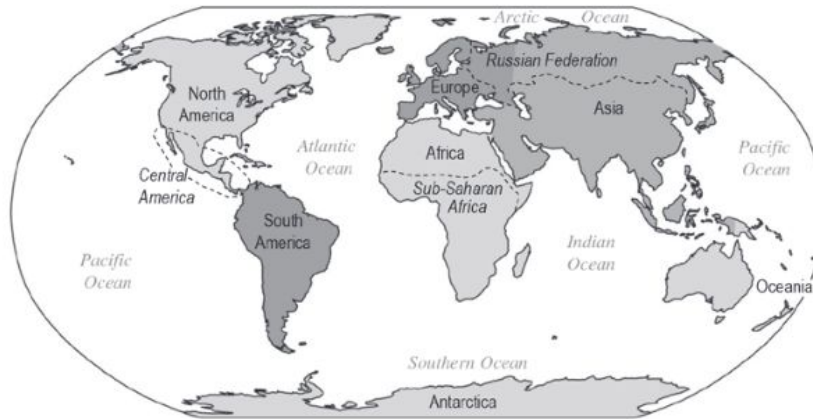 Arctic Ocean
Russian Federation
Europe
North
America
Asia
Atlantic
Ocean
Africa
Pacific
Ocean
Central
America
Sub-Saharan
Africa
South
America
Indian
Ocean
Pacific
Ocean
Oceania
Southern Ocean
Antarctica